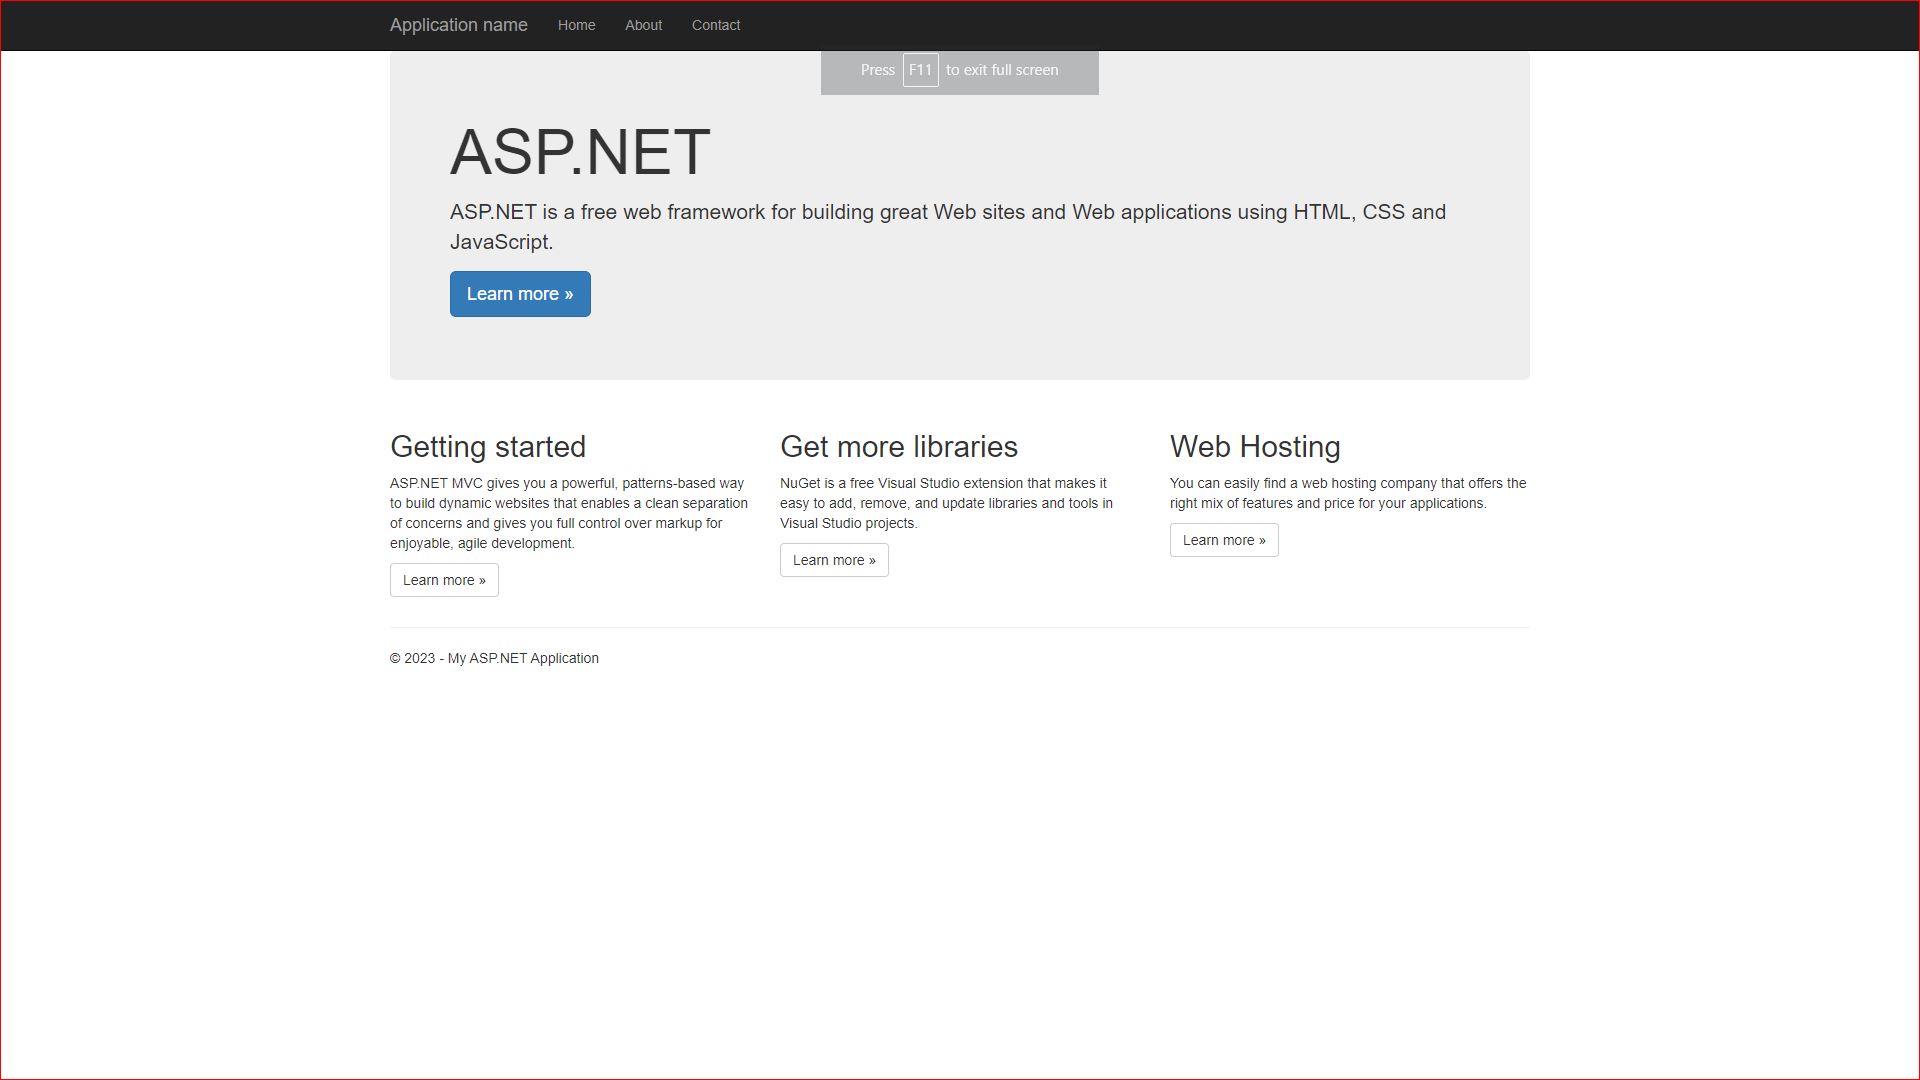 Application name Home About Contact
Press F11 to exit full screen
ASP.NET
ASP.NET is a free web framework for building great Web sites and Web applications using HTML, CSS and
JavaScript.
Learn more »
Getting started
ASP.NET MVC gives you a powerful, patterns-based way
to build dynamic websites that enables a clean separation
of concerns and gives you full control over markup for
enjoyable, agile development.
Learn more »
Get more libraries
NuGet is a free Visual Studio extension that makes it
easy to add, remove, and update libraries and tools in
Visual Studio projects.
Learn more »
Web Hosting
You can easily find a web hosting company that offers the
right mix of features and price for your applications.
Learn more »
© 2023 - My ASP.NET Application